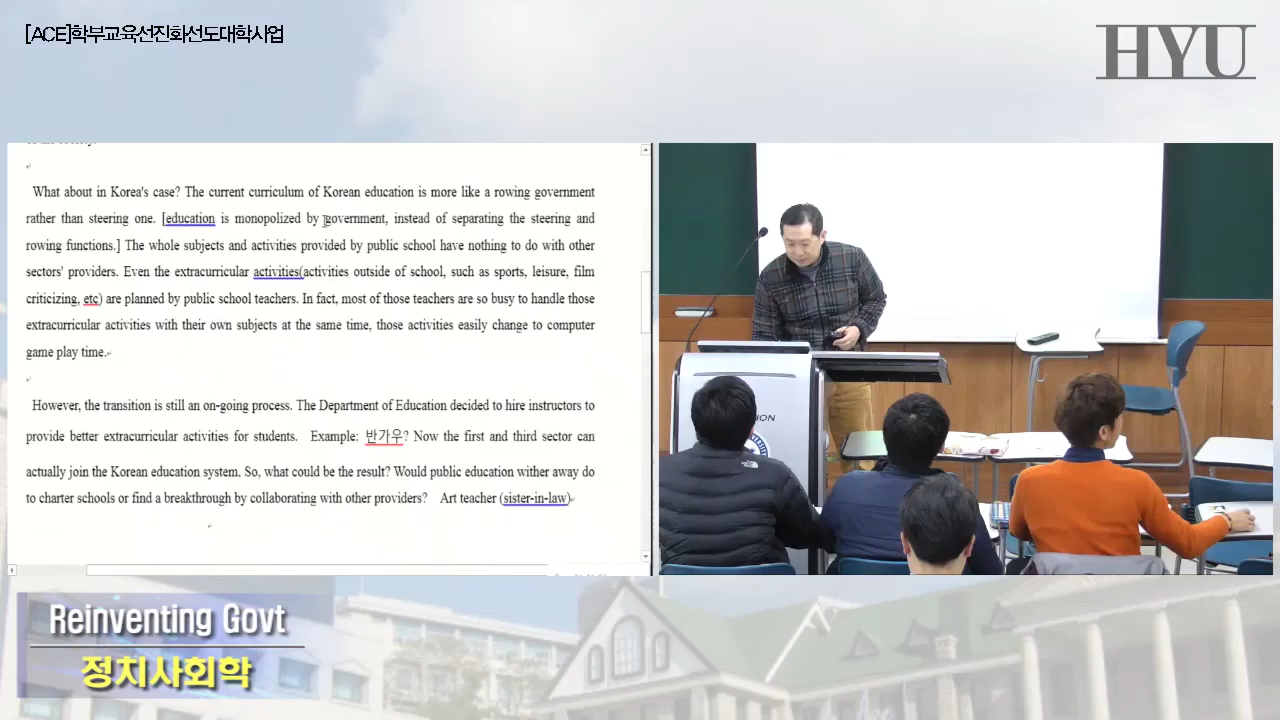 [ACE]학부교육선진화선도대학사업
HYU
What about in Korea's case? The current curriculum of Korean education is more like a rowing government
rather than steering one. [education is monopolized by government, instead of separating the steering and
rowing functions.] The whole subjects and activities provided by public school have nothing to do with other
sectors' providers. Even the extracurricular activities(activities outside of school, such as sports, leisure, film
criticizing, etc) are planned by public school teachers. In fact, most of those teachers are so busy to handle those
extracurricular activities with their own subjects at the same time, those activities easily change to computer
game play time.
However, the transition is still an on-going process. The Department of Education decided to hire instructors to
provide better extracurricular activities for students. Example: 반가우? Now the first and third sector can
actually join the Korean education system. So, what could be the result? Would public education wither away do
to charter schools or find a breakthrough by collaborating with other providers? Art teacher (sister-in-law)
Reinventing Govt
정치사회학